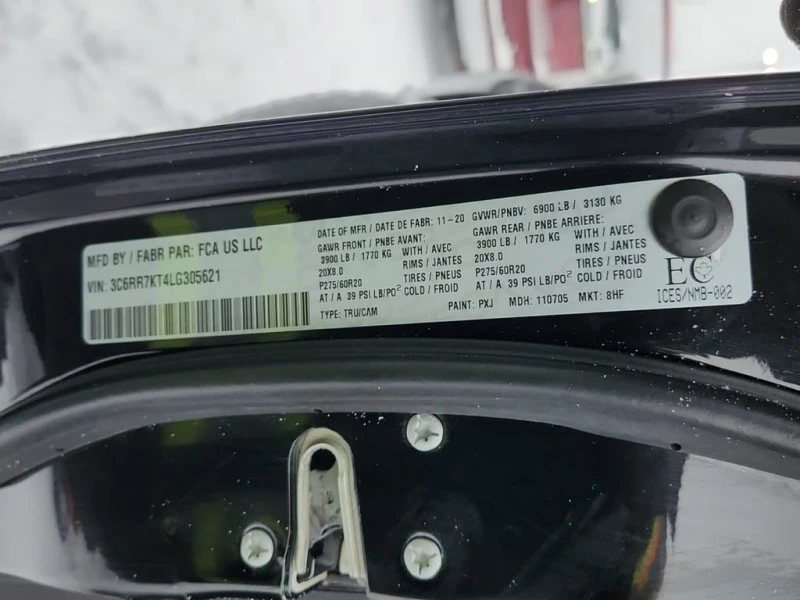 MFD BY / FABR PAR: FCA US LLC
VIN: 3C6RR7KT4LG305621
DATE OF MFR / DATE DE FABR: 11-20
GAWR FRONT / PNBE AVANT:
3900 LB / 1770 KG WITH / AVEC
20X8.0 RIMS / JANTES
P275/60R20 TIRES / PNEUS
AT / A 39 PSI LB/PO² COLD / FROID
TYPE: TRU/CAM
GVWR/PNBV: 6900 LB / 3130 KG
GAWR REAR / PNBE ARRIERE:
3900 LB / 1770 KG WITH / AVEC
20X8.0 RIMS / JANTES
P275/60R20 TIRES / PNEUS
AT / A 39 PSI LB/PO² COLD / FROID
PAINT: PXJ MDH: 110705 MKT: 8HF
EC
ICES/NMB-002